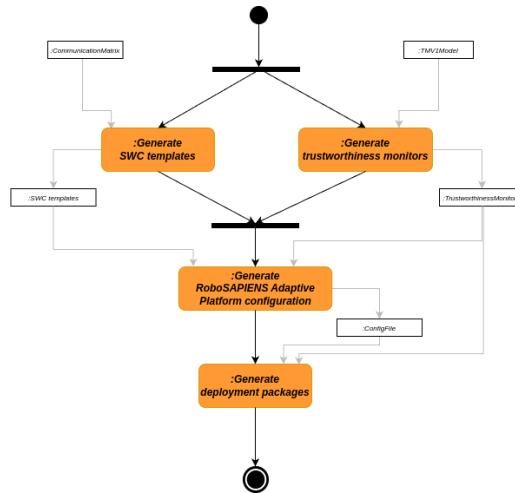 :CommunicationMatrix
:TMV1Model
:Generate
SWC templates
:Generate
trustworthiness monitors
:SWC templates
:TrustworthinessMonitor
:Generate
RoboSAPIENS Adaptive
Platform configuration
:ConfigFile
:Generate
deployment packages